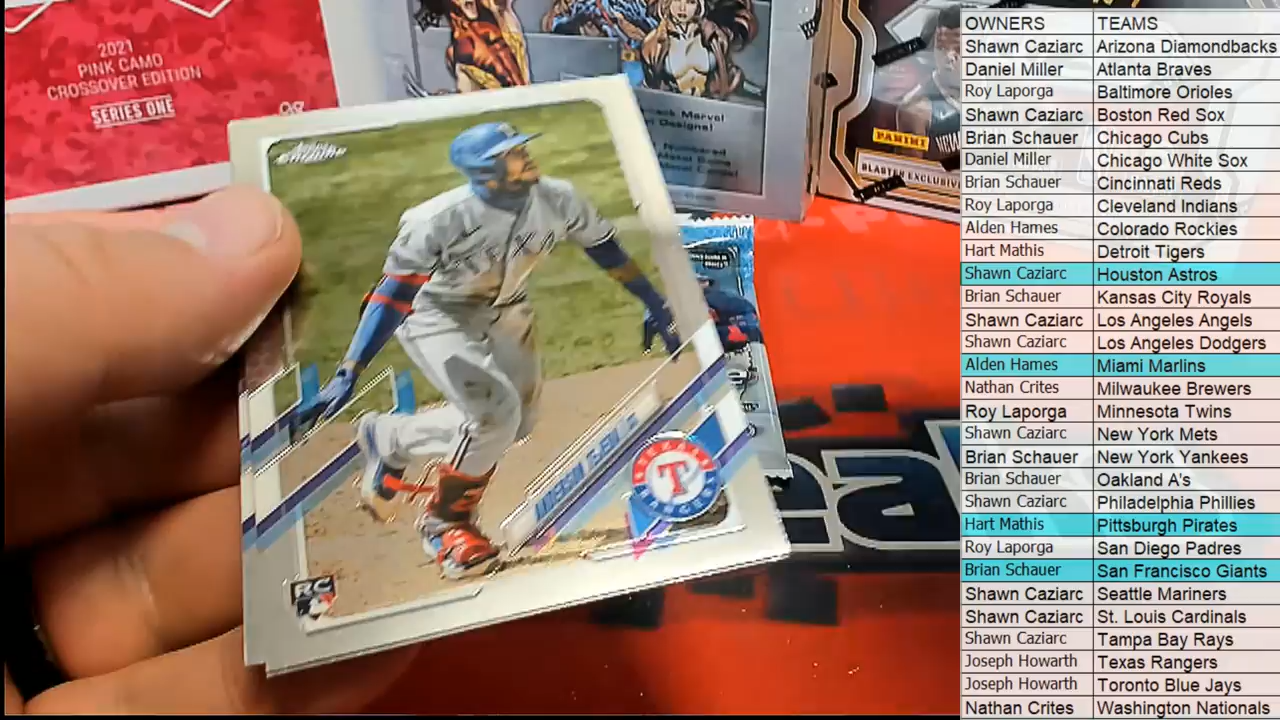 2021
PINK CAMO
CROSSOVER EDITION
SERIES ONE
Marvel
Designs!
Numbered
PANINI
BLASTER EXCLUSIVE
Topps
Chrome
TEXAS
T
RC
OWNERS TEAMS
Shawn Caziarc Arizona Diamondbacks
Daniel Miller Atlanta Braves
Roy Laporga Baltimore Orioles
Shawn Caziarc Boston Red Sox
Brian Schauer Chicago Cubs
Daniel Miller Chicago White Sox
Brian Schauer Cincinnati Reds
Roy Laporga Cleveland Indians
Alden Hames Colorado Rockies
Hart Mathis Detroit Tigers
Shawn Caziarc Houston Astros
Brian Schauer Kansas City Royals
Shawn Caziarc Los Angeles Angels
Shawn Caziarc Los Angeles Dodgers
Alden Hames Miami Marlins
Nathan Crites Milwaukee Brewers
Roy Laporga Minnesota Twins
Shawn Caziarc New York Mets
Brian Schauer New York Yankees
Brian Schauer Oakland A's
Shawn Caziarc Philadelphia Phillies
Hart Mathis Pittsburgh Pirates
Roy Laporga San Diego Padres
Brian Schauer San Francisco Giants
Shawn Caziarc Seattle Mariners
Shawn Caziarc St. Louis Cardinals
Shawn Caziarc Tampa Bay Rays
Joseph Howarth Texas Rangers
Joseph Howarth Toronto Blue Jays
Nathan Crites Washington Nationals